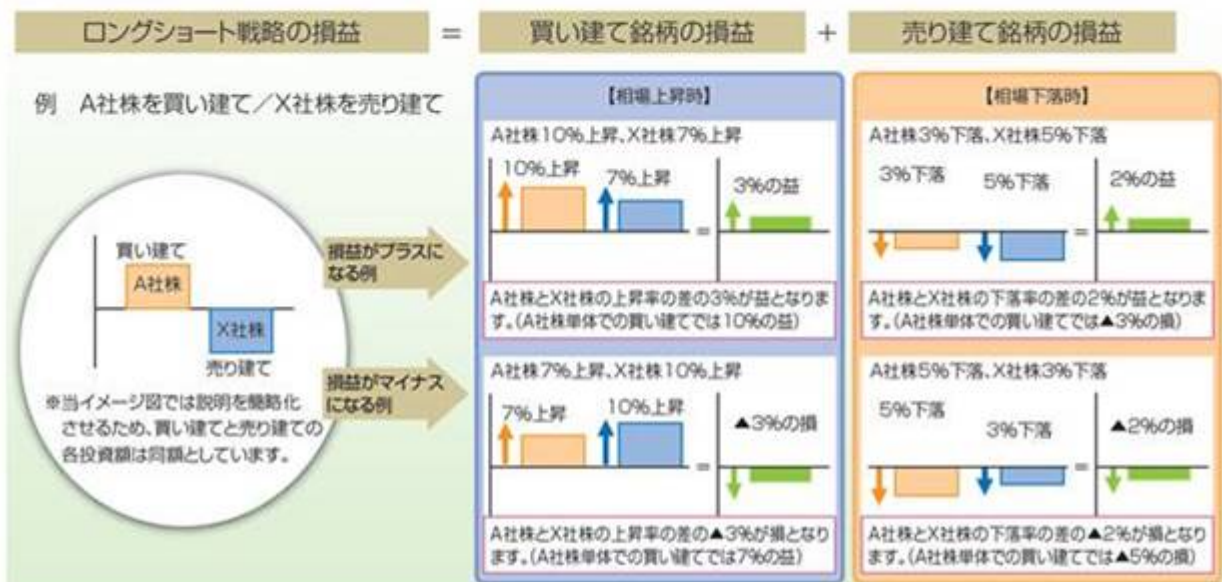 ロングショート戦略の損益 = 買い建て銘柄の損益 + 売り建て銘柄の損益
例 A社株を買い建て/X社株を売り建て
買い建て
A社株
X社株
売り建て
※当イメージ図では説明を簡略化
させるため、買い建てと売り建ての
各投資額は同額としています。
損益がプラスに
なる例
損益がマイナス
になる例
【相場上昇時】
A社株10%上昇、X社株7%上昇
10%上昇
7%上昇
=
3%の益
A社株とX社株の上昇率の差の3%が益となりま
す。(A社株単体での買い建てでは10%の益)
A社株7%上昇、X社株10%上昇
7%上昇
10%上昇
=
▲3%の損
A社株とX社株の上昇率の差の▲3%が損となり
ます。(A社株単体での買い建てでは7%の益)
【相場下落時】
A社株3%下落、X社株5%下落
3%下落
5%下落
=
2%の益
A社株とX社株の下落率の差の2%が益となりま
す。(A社株単体での買い建てでは▲3%の損)
A社株5%下落、X社株3%下落
5%下落
3%下落
=
▲2%の損
A社株とX社株の下落率の差の▲2%が損となり
ます。(A社株単体での買い建てでは▲5%の損)